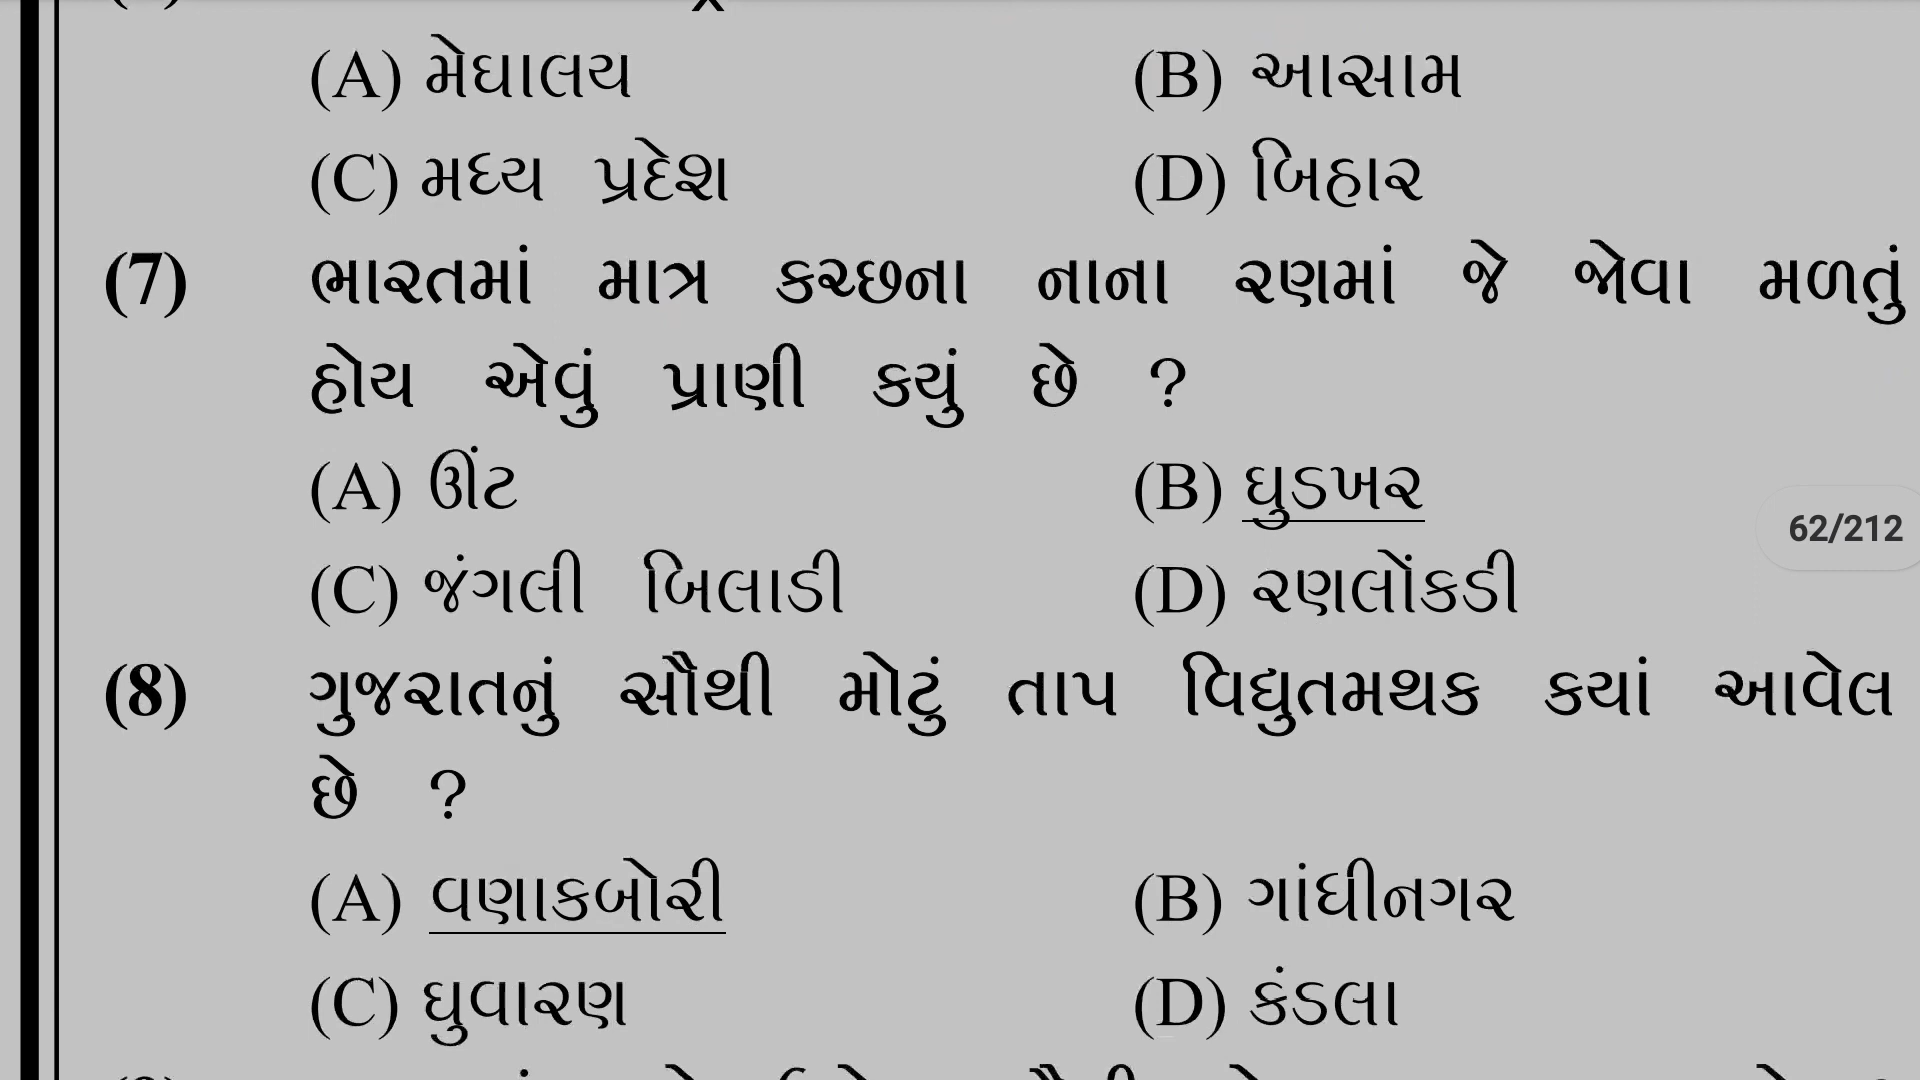 (A) મેઘાલય (B) આસામ
(C) મધ્ય પ્રદેશ (D) બિહાર
(7) ભારતમાં માત્ર કચ્છના નાના રણમાં જે જોવા મળતું
હોય એવું પ્રાણી કયું છે ?
(A) ઊંટ (B) ઘુડખર
62/212
(C) જંગલી બિલાડી (D) રણલોંકડી
(8) ગુજરાતનું સૌથી મોટું તાપ વિદ્યુતમથક કયાં આવેલ
છે ?
(A) વણાકબોરી (B) ગાંધીનગર
(C) ઘુવારણ (D) કંડલા